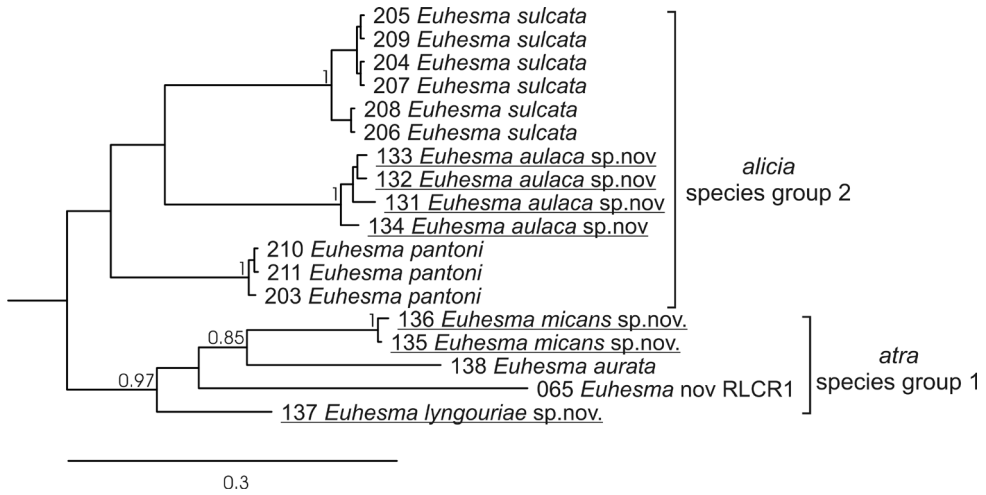 205 Euhesma sulcata
209 Euhesma sulcata
204 Euhesma sulcata
207 Euhesma sulcata
1
208 Euhesma sulcata
206 Euhesma sulcata
133 Euhesma aulaca sp.nov
132 Euhesma aulaca sp.nov
1
131 Euhesma aulaca sp.nov
134 Euhesma aulaca sp.nov
alicia
species group 2
210 Euhesma pantoni
1
211 Euhesma pantoni
203 Euhesma pantoni
1
136 Euhesma micans sp.nov.
0.85
135 Euhesma micans sp.nov.
138 Euhesma aurata
0.97
065 Euhesma nov RLCR1
137 Euhesma lyngouriae sp.nov.
atra
species group 1
0.3